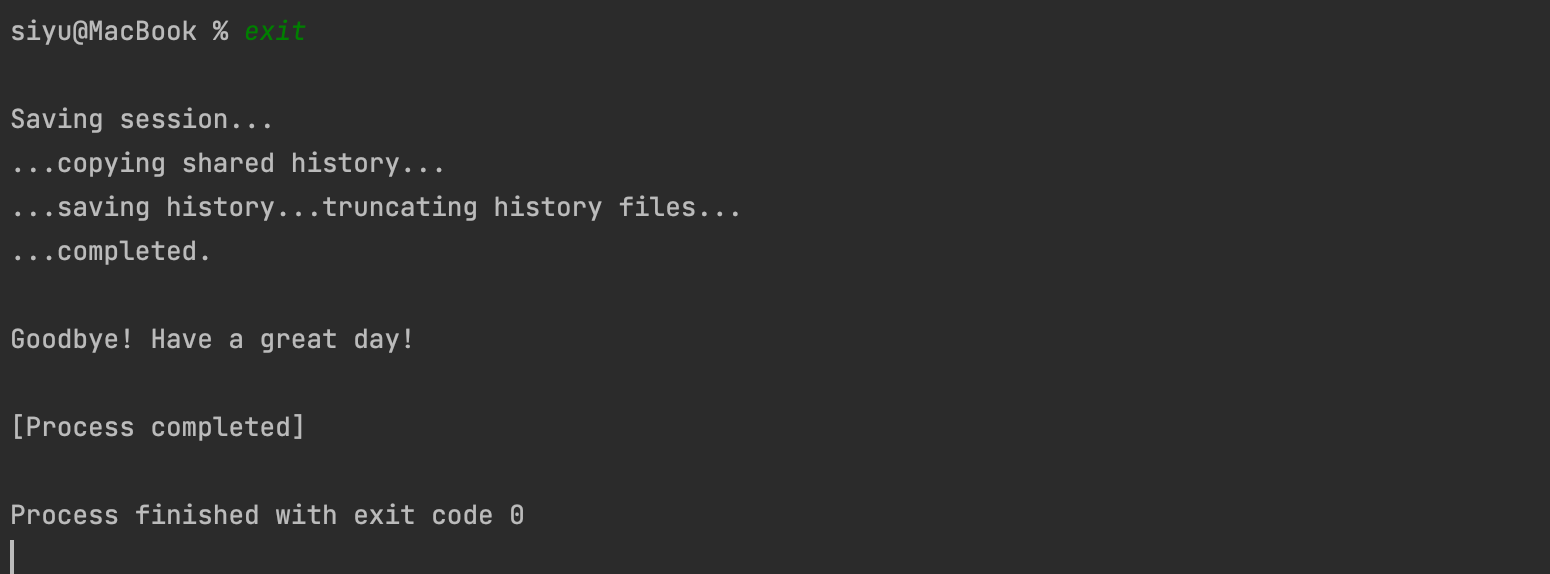 siyu@MacBook % exit
Saving session...
...copying shared history...
...saving history...truncating history files...
...completed.
Goodbye! Have a great day!
[Process completed]
Process finished with exit code 0